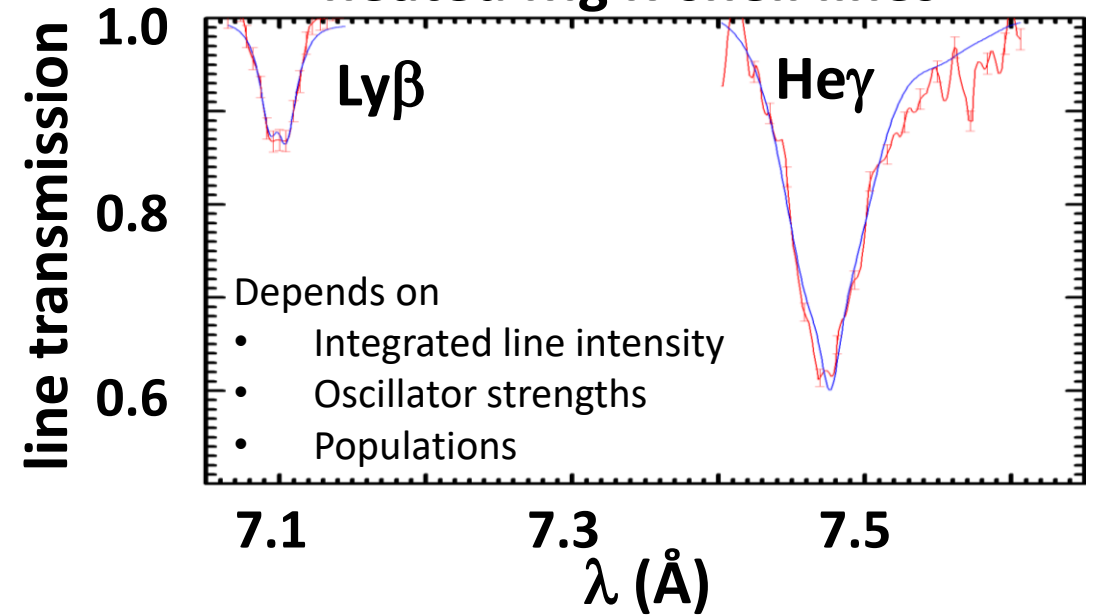 1.0
0.8
0.6
line transmission
Lyβ
Heγ
Depends on
• Integrated line intensity
• Oscillator strengths
• Populations
7.1 7.3 7.5
λ (Å)